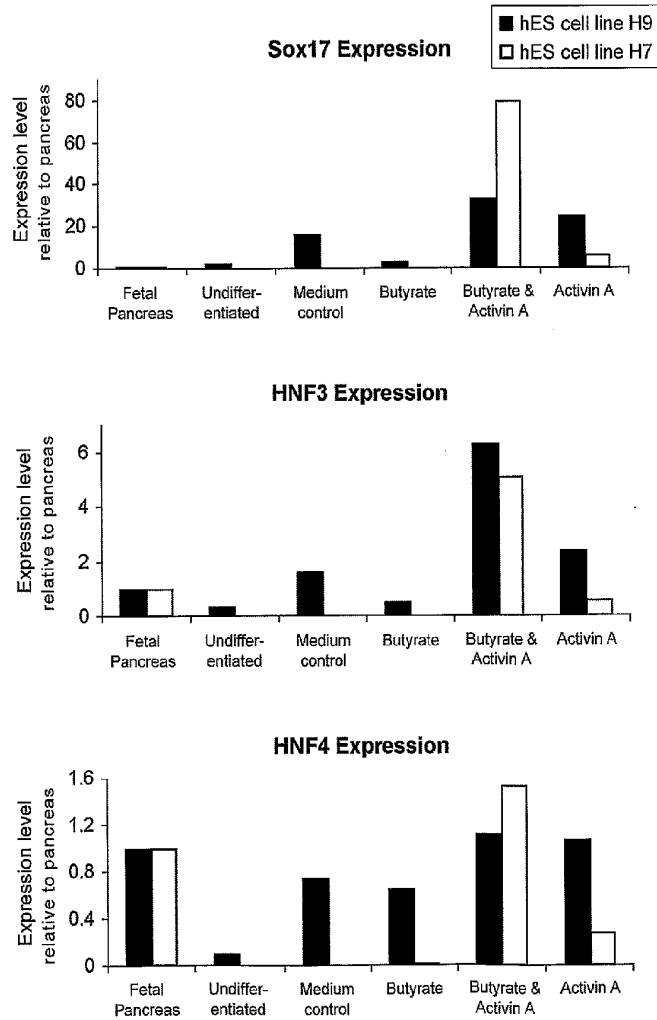 hES cell line H9
hES cell line H7
Sox17 Expression
Expression level
relative to pancreas
80
60
40
20
0
Fetal
Pancreas
Undiffer-
entiated
Medium
control
Butyrate
Butyrate &
Activin A
Activin A
HNF3 Expression
Expression level
relative to pancreas
6
4
2
0
Fetal
Pancreas
Undiffer-
entiated
Medium
control
Butyrate
Butyrate &
Activin A
Activin A
HNF4 Expression
Expression level
relative to pancreas
1.6
1.2
0.8
0.4
0
Fetal
Pancreas
Undiffer-
entiated
Medium
control
Butyrate
Butyrate &
Activin A
Activin A